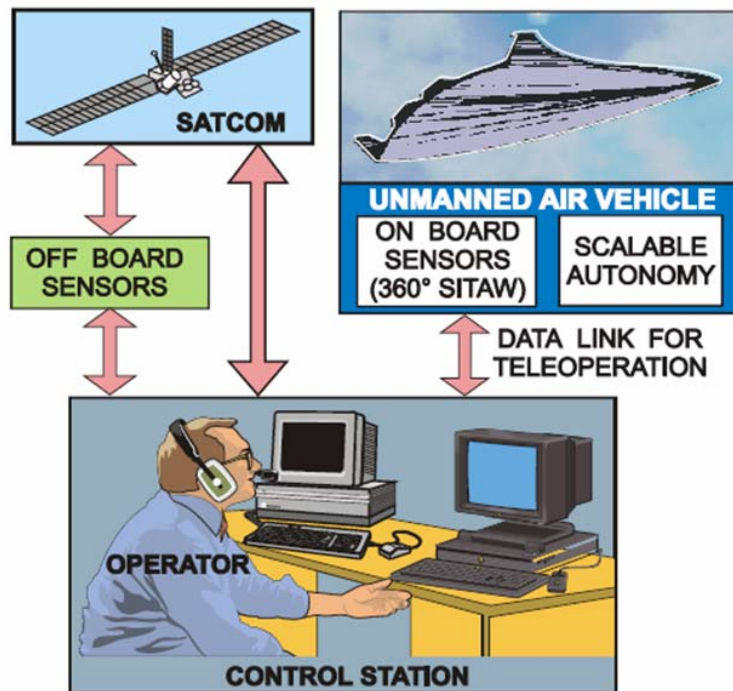 SATCOM
UNMANNED AIR VEHICLE
ON BOARD
SENSORS
(360° SITAW)
SCALABLE
AUTONOMY
OFF BOARD
SENSORS
DATA LINK FOR
TELEOPERATION
OPERATOR
CONTROL STATION